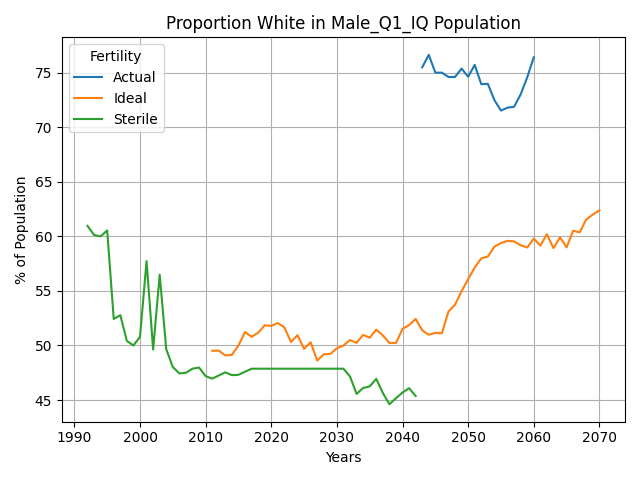 Proportion White in Male_Q1_IQ Population
Fertility
Actual
Ideal
Sterile
75
70
65
60
55
50
45
% of Population
1990 2000 2010 2020 2030 2040 2050 2060 2070
Years